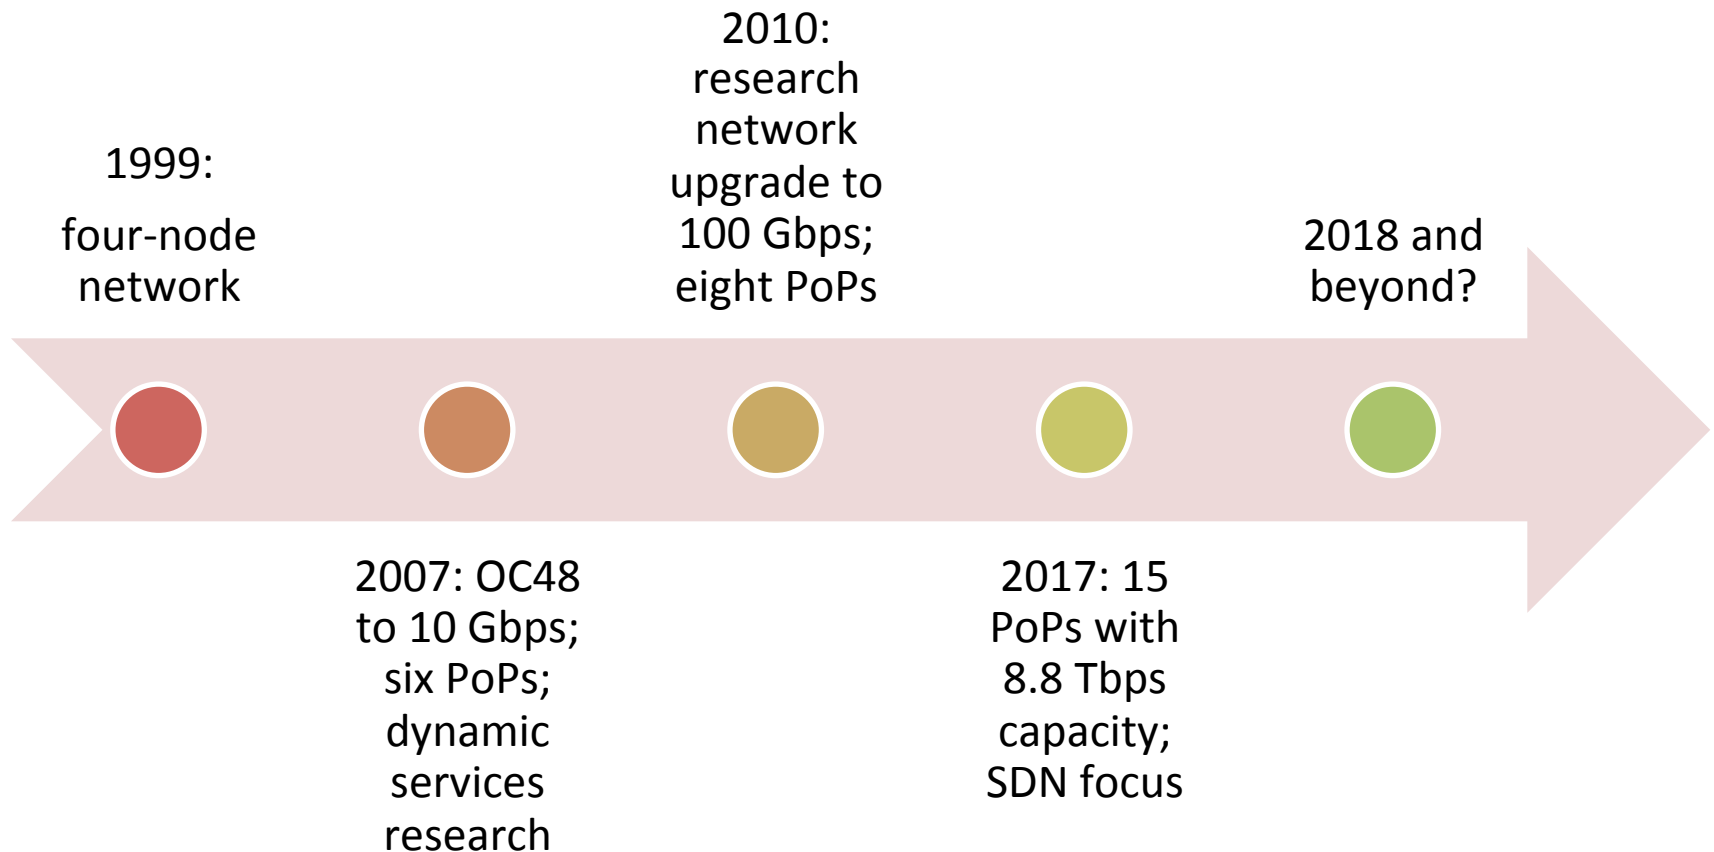 1999:
four-node
network
2007: OC48
to 10 Gbps;
six PoPs;
dynamic
services
research
2010:
research
network
upgrade to
100 Gbps;
eight PoPs
2017: 15
PoPs with
8.8 Tbps
capacity;
SDN focus
2018 and
beyond?